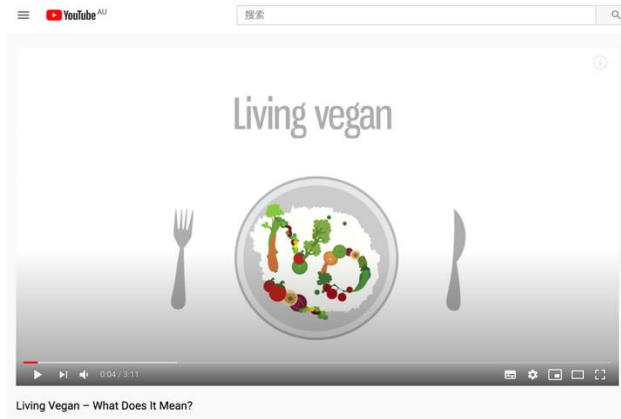 YouTube AU
搜索
Living vegan
0:04 / 3:11
Living Vegan – What Does It Mean?